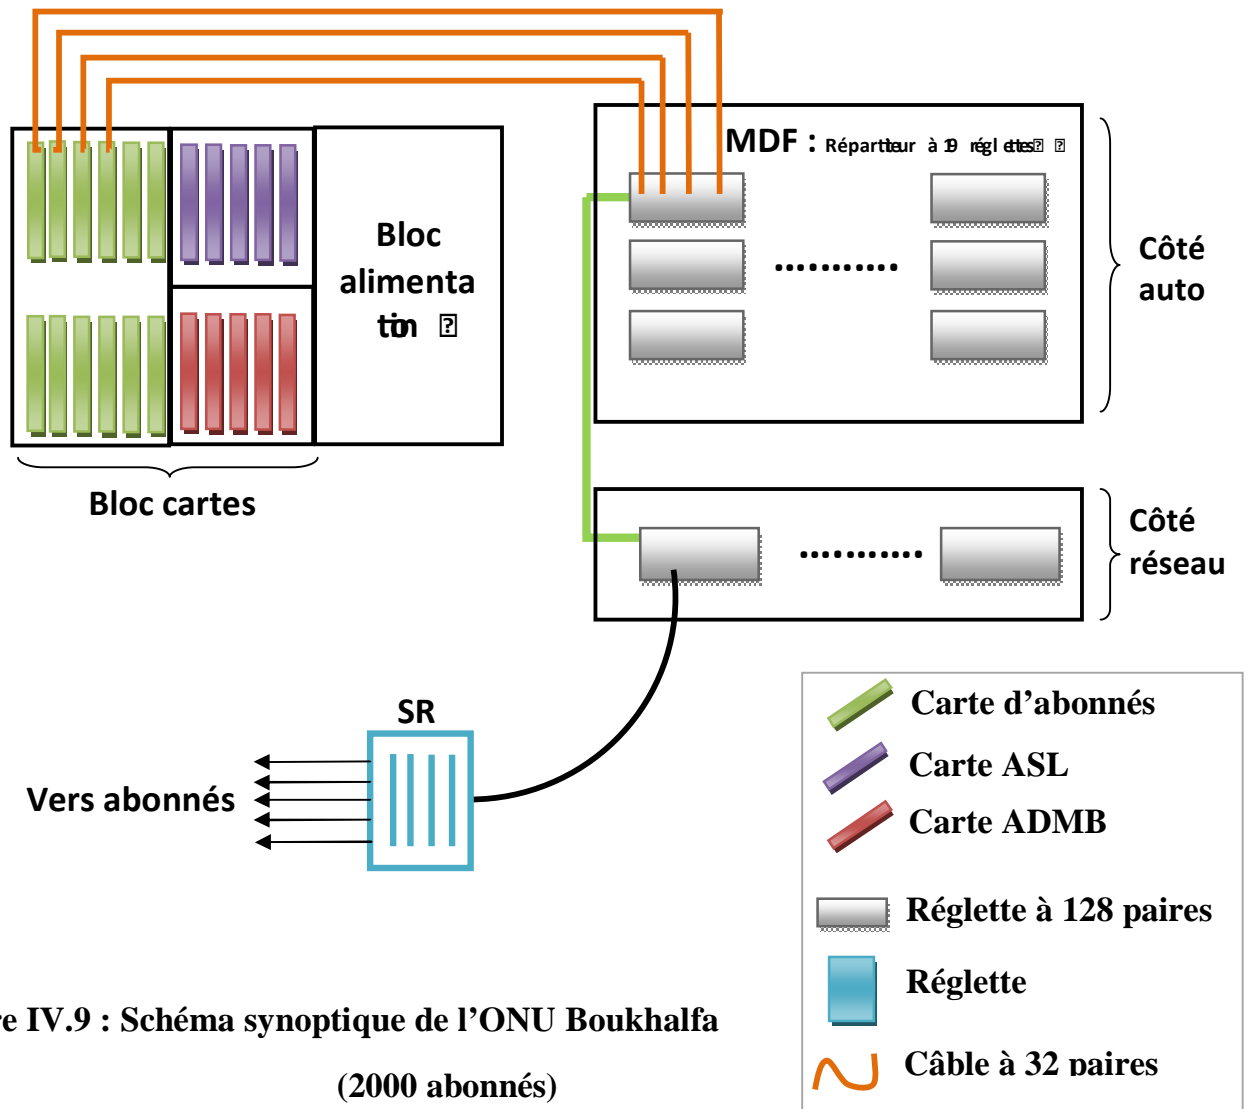 MDF : Répartiteur à 19 réglettes
Bloc
alimenta
tion
Côté
auto
Bloc cartes
Côté
réseau
SR
Vers abonnés
Carte d'abonnés
Carte ASL
Carte ADMB
Réglette à 128 paires
Réglette
Câble à 32 paires
re IV.9 : Schéma synoptique de l'ONU Boukhalfa
(2000 abonnés)